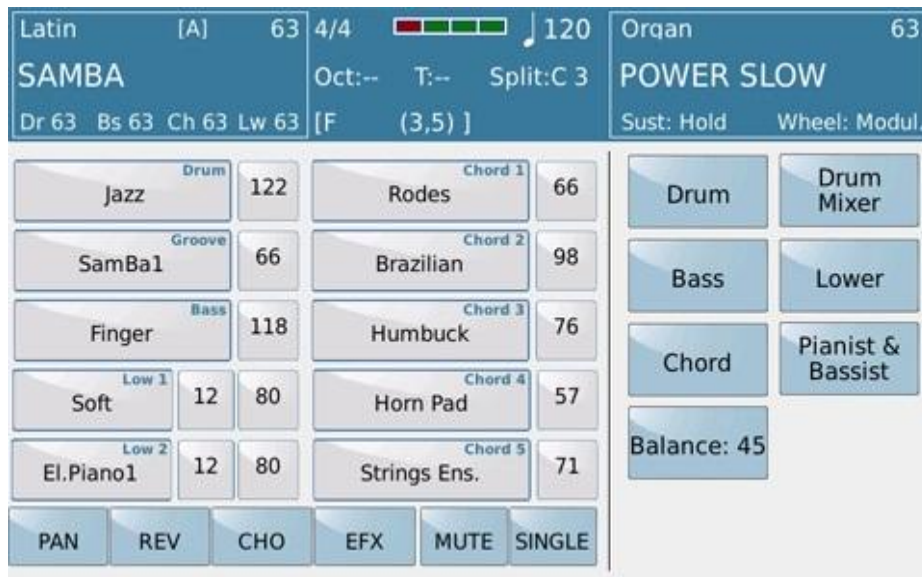 Latin [A] 63
SAMBA
Dr 63 Bs 63 Ch 63 Lw 63
4/4 120
Oct:-- T:-- Split:C 3
[F (3,5) ]
Organ 63
POWER SLOW
Sust: Hold Wheel: Modul.
Drum
Jazz 122
Groove
SamBa1 66
Bass
Finger 118
Low 1
Soft 12 80
Low 2
El.Piano1 12 80
Chord 1
Rodes 66
Chord 2
Brazilian 98
Chord 3
Humbuck 76
Chord 4
Horn Pad 57
Chord 5
Strings Ens. 71
Drum
Drum
Mixer
Bass
Lower
Chord
Pianist &
Bassist
Balance: 45
PAN REV CHO EFX MUTE SINGLE